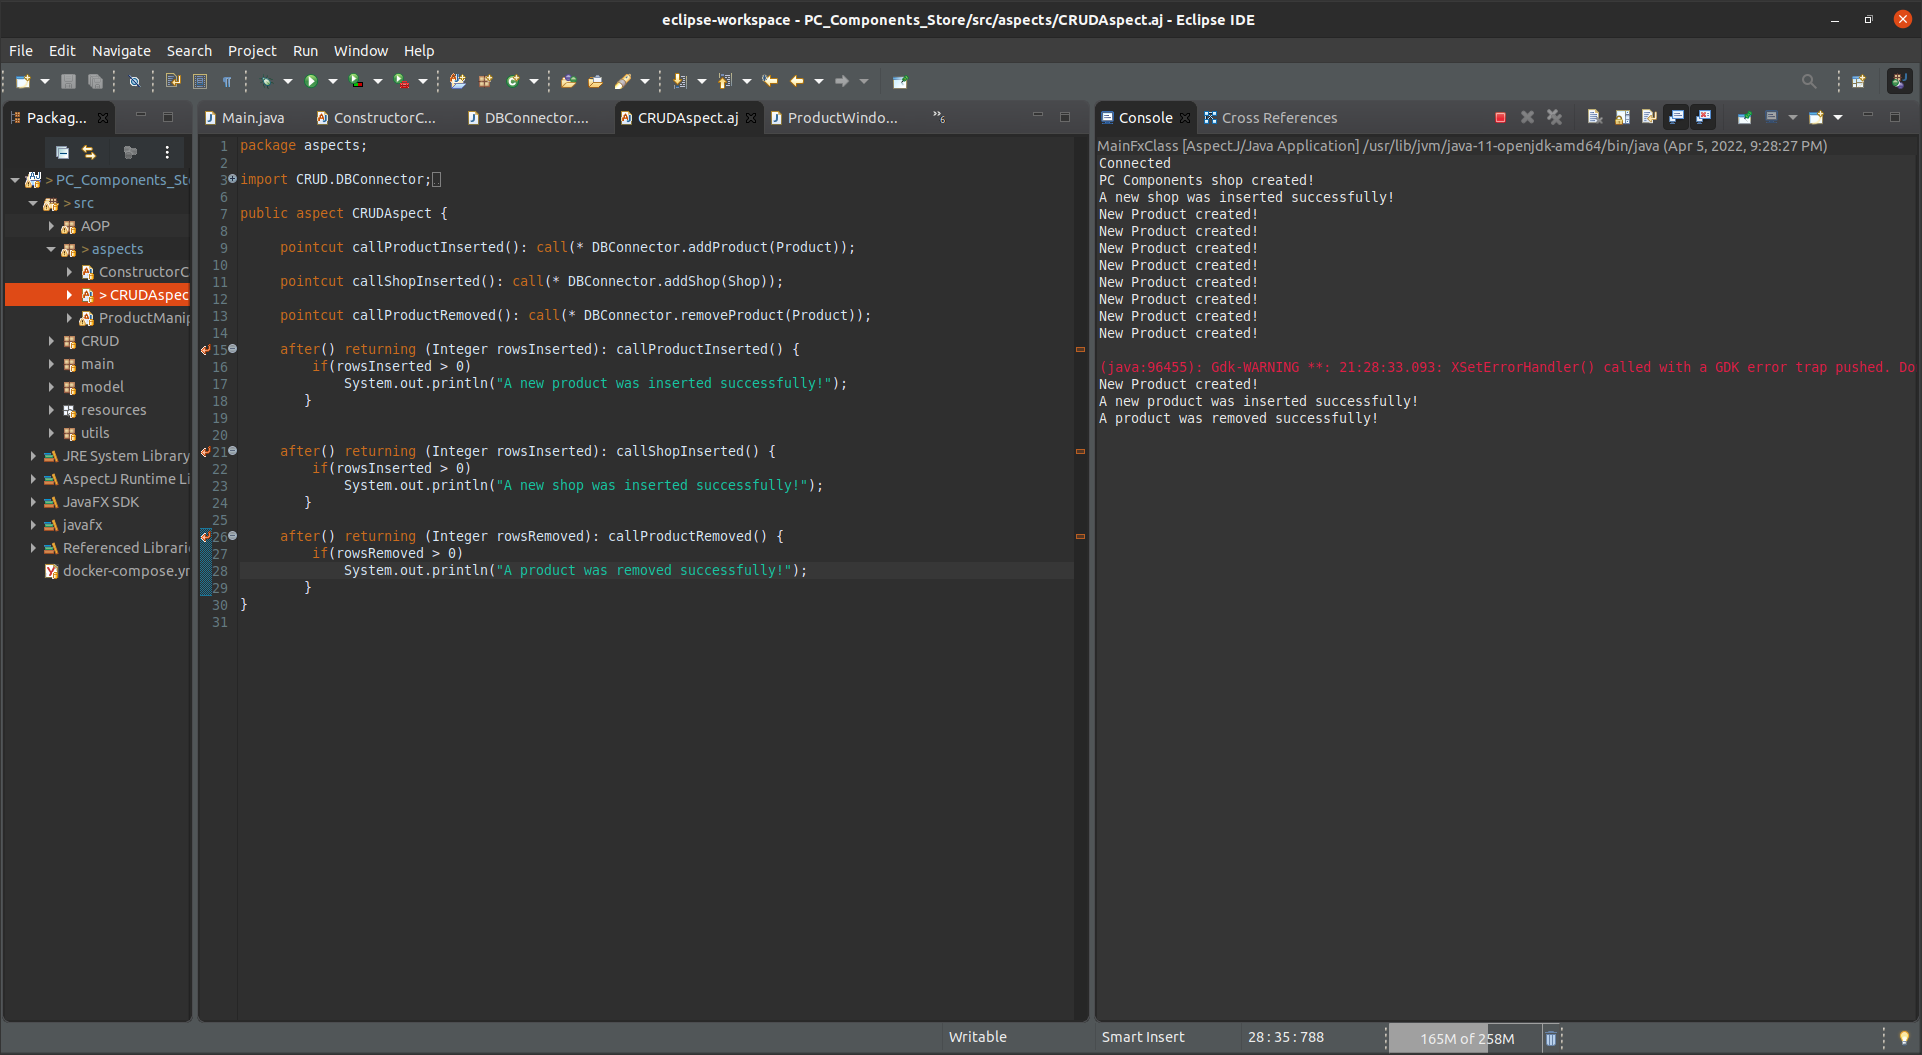 eclipse-workspace - PC_Components_Store/src/aspects/CRUDAspect.aj - Eclipse IDE
File Edit Navigate Search Project Run Window Help
Packag...
> PC_Components_Sto
> src
AOP
> aspects
ConstructorC
> CRUDAspec
ProductManip
CRUD
main
model
resources
utils
JRE System Library
AspectJ Runtime Li
JavaFX SDK
javafx
Referenced Librari
docker-compose.yr
Main.java ConstructorC... DBConnector.... CRUDAspect.aj ProductWindo... »6
1 package aspects;
2
3 import CRUD.DBConnector;
6
7 public aspect CRUDAspect {
8
9 pointcut callProductInserted(): call(* DBConnector.addProduct(Product));
10
11 pointcut callShopInserted(): call(* DBConnector.addShop(Shop));
12
13 pointcut callProductRemoved(): call(* DBConnector.removeProduct(Product));
14
15 after() returning (Integer rowsInserted): callProductInserted() {
16 if(rowsInserted > 0)
17 System.out.println("A new product was inserted successfully!");
18 }
19
20
21 after() returning (Integer rowsInserted): callShopInserted() {
22 if(rowsInserted > 0)
23 System.out.println("A new shop was inserted successfully!");
24 }
25
26 after() returning (Integer rowsRemoved): callProductRemoved() {
27 if(rowsRemoved > 0)
28 System.out.println("A product was removed successfully!");
29 }
30 }
31
Console Cross References
MainFxClass [AspectJ/Java Application] /usr/lib/jvm/java-11-openjdk-amd64/bin/java (Apr 5, 2022, 9:28:27 PM)
Connected
PC Components shop created!
A new shop was inserted successfully!
New Product created!
New Product created!
New Product created!
New Product created!
New Product created!
New Product created!
New Product created!
New Product created!
(java:96455): Gdk-WARNING **: 21:28:33.093: XSetErrorHandler() called with a GDK error trap pushed. Do
New Product created!
A new product was inserted successfully!
A product was removed successfully!
Writable Smart Insert 28 : 35 : 788 165M of 258M